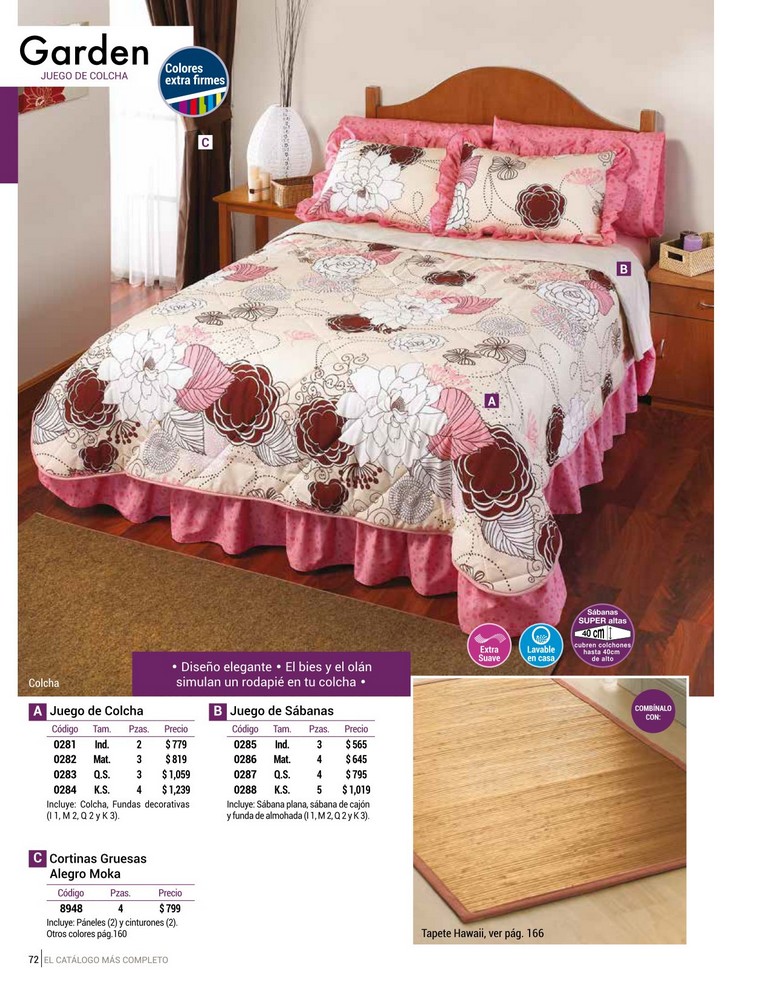 Garden
JUEGO DE COLCHA
Colores
extra firmes
C
B
A
Extra
Suave
Lavable
en casa
Sábanas
SUPER altas
40 cm
cubren colchones
hasta 40cm
de alto
Colcha
• Diseño elegante • El bies y el olán
simulan un rodapié en tu colcha •
A Juego de Colcha
Código Tam. Pzas. Precio
0281 Ind. 2 $ 779
0282 Mat. 3 $ 819
0283 Q.S. 3 $ 1,059
0284 K.S. 4 $ 1,239
Incluye: Colcha, Fundas decorativas
(I 1, M 2, Q 2 y K 3).
B Juego de Sábanas
Código Tam. Pzas. Precio
0285 Ind. 3 $ 565
0286 Mat. 4 $ 645
0287 Q.S. 4 $ 795
0288 K.S. 5 $ 1,019
Incluye: Sábana plana, sábana de cajón
y funda de almohada (I 1, M 2, Q 2 y K 3).
C Cortinas Gruesas
Alegro Moka
Código Pzas. Precio
8948 4 $ 799
Incluye: Páneles (2) y cinturones (2).
Otros colores pág.160
COMBÍNALO
CON:
Tapete Hawaii, ver pág. 166
72 EL CATÁLOGO MÁS COMPLETO